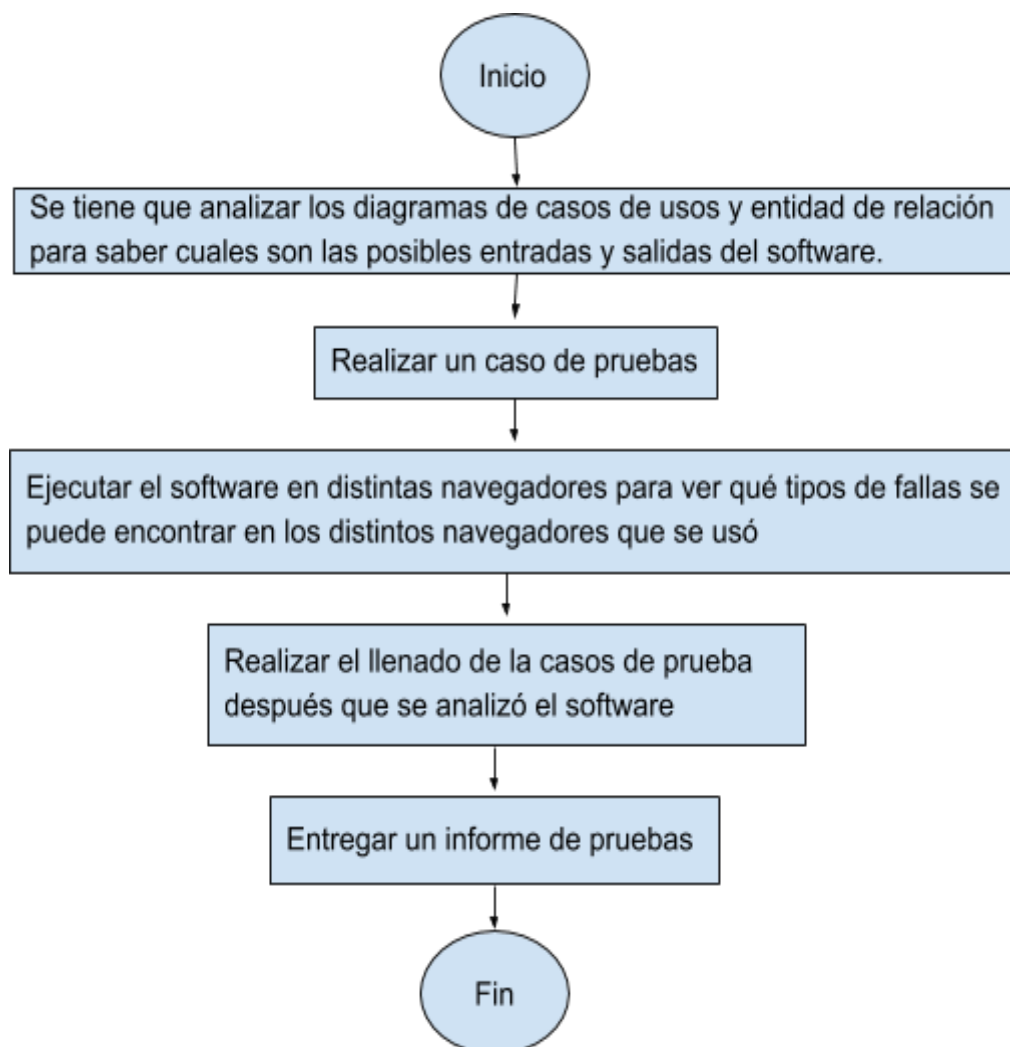 Inicio
Se tiene que analizar los diagramas de casos de usos y entidad de relación
para saber cuales son las posibles entradas y salidas del software.
Realizar un caso de pruebas
Ejecutar el software en distintas navegadores para ver qué tipos de fallas se
puede encontrar en los distintos navegadores que se usó
Realizar el llenado de la casos de prueba
después que se analizó el software
Entregar un informe de pruebas
Fin